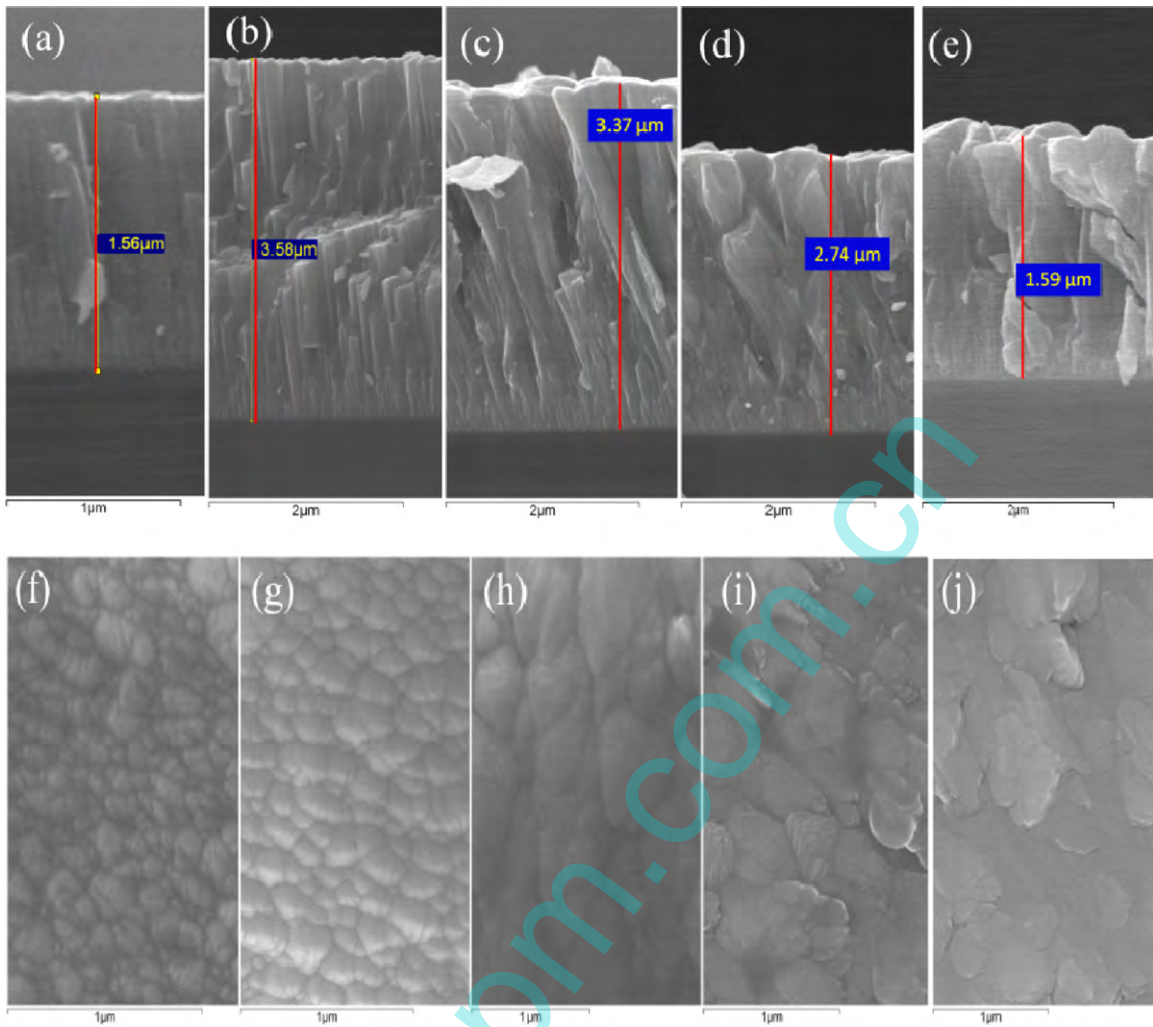 (a) (b) (c) (d) (e)
3.37 μm
1.56μm 3.58μm 2.74 μm 1.59 μm
1μm 2μm 2μm 2μm 2μm
(f) (g) (h) (i) (j)
1μm 1μm 1μm 1μm 1μm
pm.com.cn